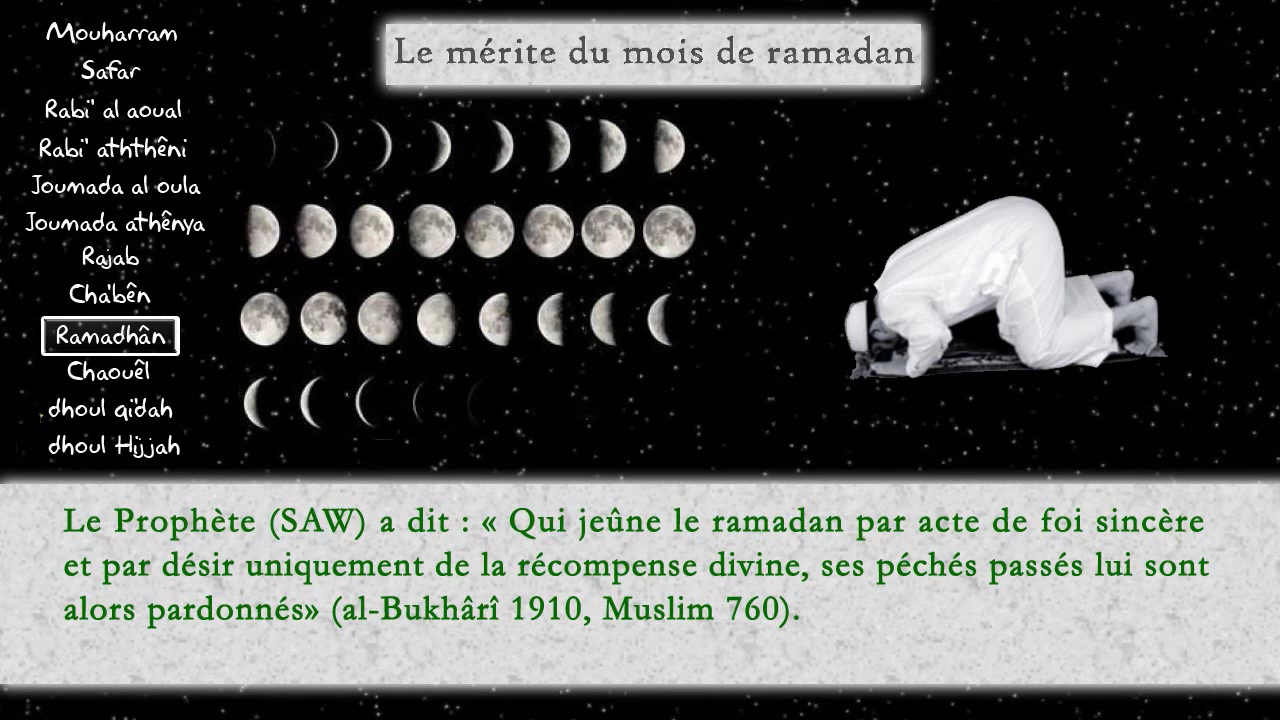 Le mérite du mois de ramadan
Mouharram
Safar
Rabi" al aoual
Rabi" aththêni
Joumada al oula
Joumada athênya
Rajab
Cha'bên
Ramadhân
Chaouêl
dhoul qi'dah
dhoul Hijjah
Le Prophète (SAW) a dit : « Qui jeûne le ramadan par acte de foi sincère
et par désir uniquement de la récompense divine, ses péchés passés lui sont
alors pardonnés» (al-Bukhârî 1910, Muslim 760).